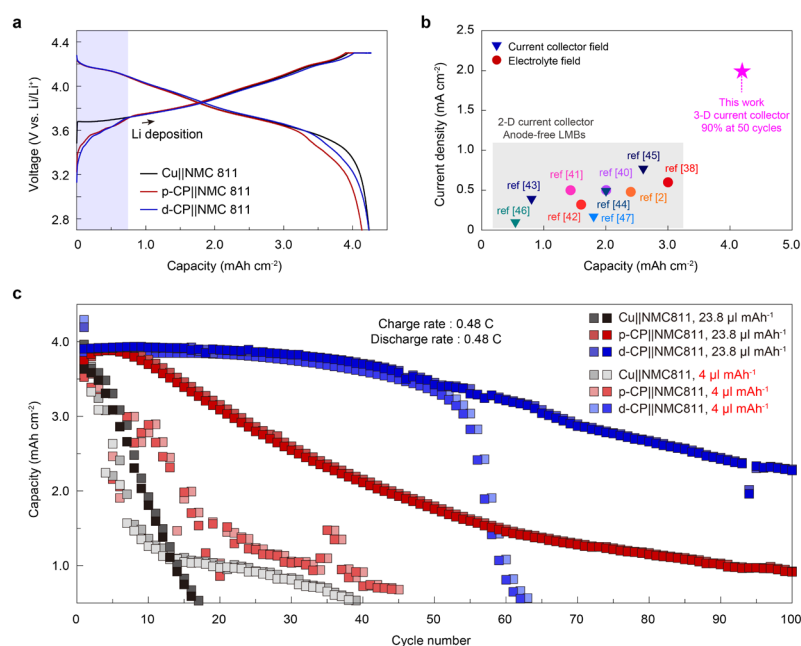 a
4.4
4.0
3.6
3.2
2.8
Voltage (V vs. Li/Li⁺)
Li deposition
Cu||NMC 811
p-CP||NMC 811
d-CP||NMC 811
0 1.0 2.0 3.0 4.0
Capacity (mAh cm⁻²)
b
2.5
2.0
1.5
1.0
0.5
0
Current density (mA cm⁻²)
Current collector field
Electrolyte field
This work
3-D current collector
90% at 50 cycles
2-D current collector
Anode-free LMBs
ref [45]
ref [38]
ref [41]
ref [40]
ref [43]
ref [2]
ref [44]
ref [46]
ref [42]
ref [47]
0 1.0 2.0 3.0 4.0 5.0
Capacity (mAh cm⁻²)
c
4.0
3.0
2.0
1.0
Capacity (mAh cm⁻²)
Charge rate : 0.48 C
Discharge rate : 0.48 C
Cu||NMC811, 23.8 µl mAh⁻¹
p-CP||NMC811, 23.8 µl mAh⁻¹
d-CP||NMC811, 23.8 µl mAh⁻¹
Cu||NMC811, 4 µl mAh⁻¹
p-CP||NMC811, 4 µl mAh⁻¹
d-CP||NMC811, 4 µl mAh⁻¹
0 10 20 30 40 50 60 70 80 90 100
Cycle number